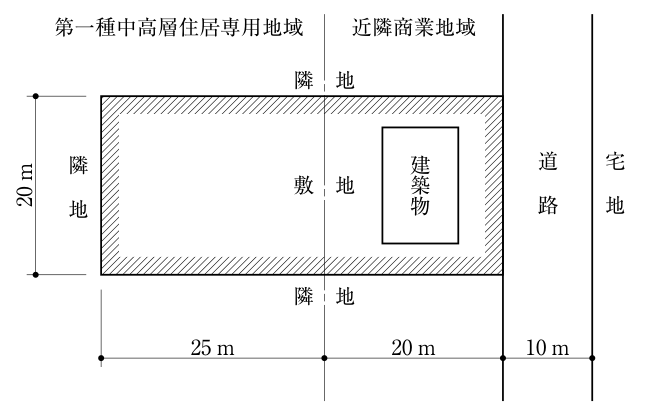 第一種中高層住居専用地域
近隣商業地域
隣地
20 m
隣地
敷地
建築物
道路
宅地
隣地
25 m
20 m
10 m